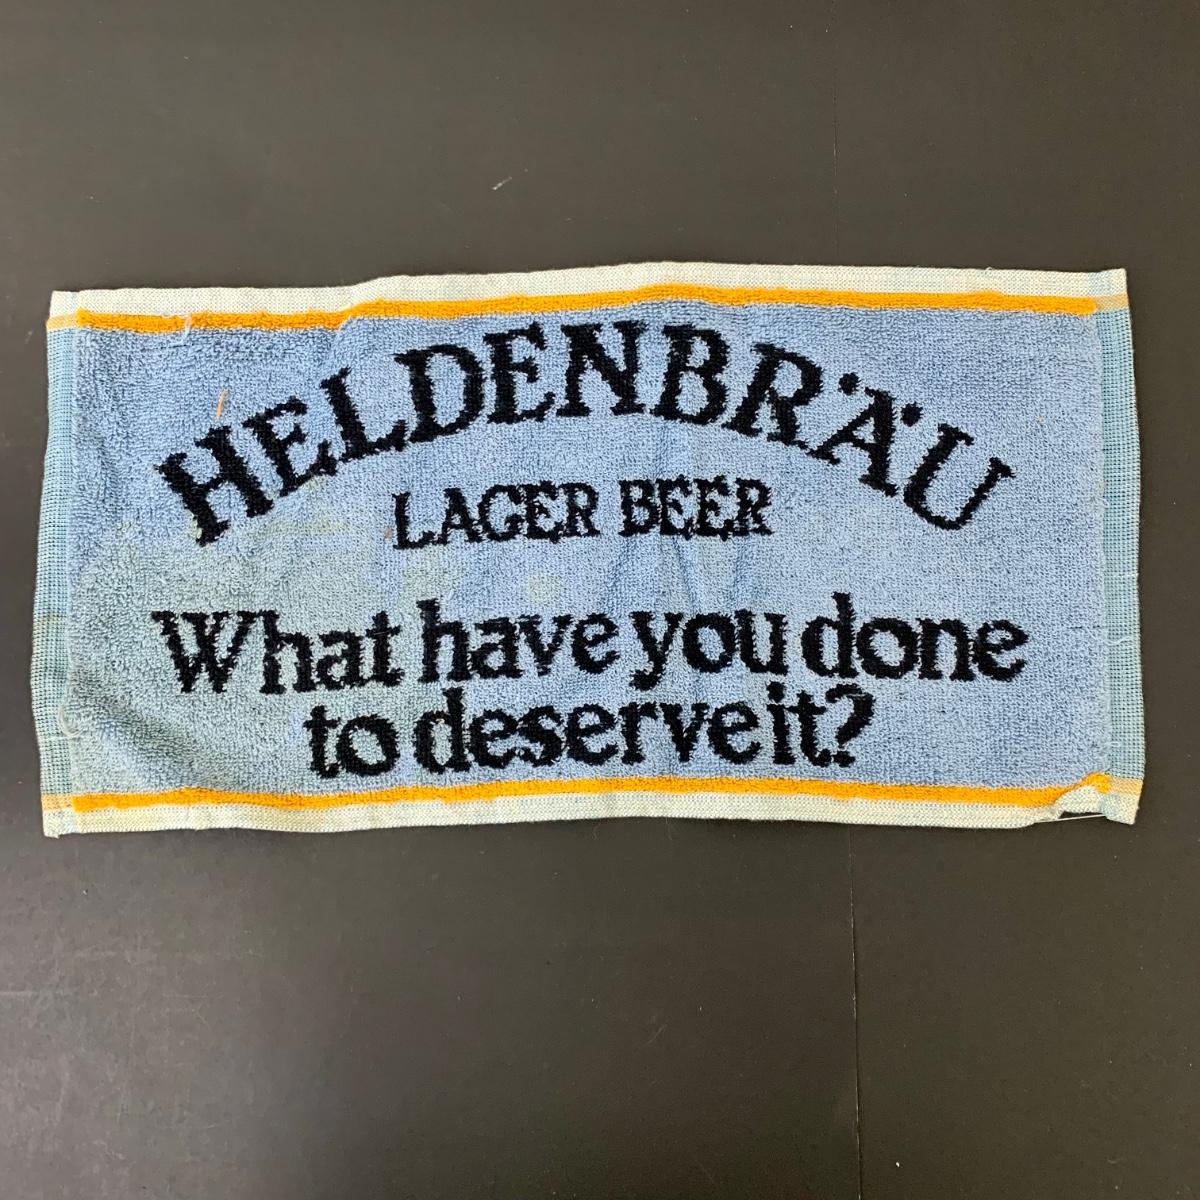 HELDENBRÄU
LAGER BEER
What have you done
to deserve it?